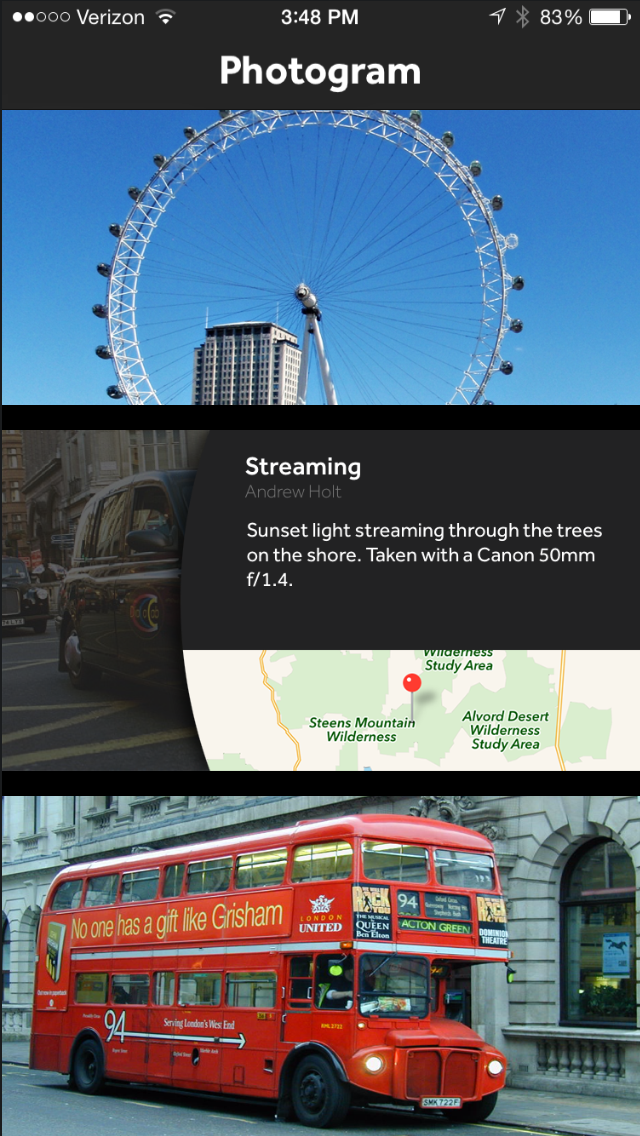 Verizon 3:48 PM 83%
Photogram
Streaming
Andrew Holt
Sunset light streaming through the trees
on the shore. Taken with a Canon 50mm
f/1.4.
Wilderness
Study Area
Steens Mountain
Wilderness
Alvord Desert
Wilderness
Study Area
No one has a gift like Grisham
LONDON
UNITED
ROCK
YOU
THE MUSICAL
QUEEN
Ben Elton
94
ACTON GREEN
DOMINION
THEATRE
94
Serving London's West End
RML 2722
SMK 722F